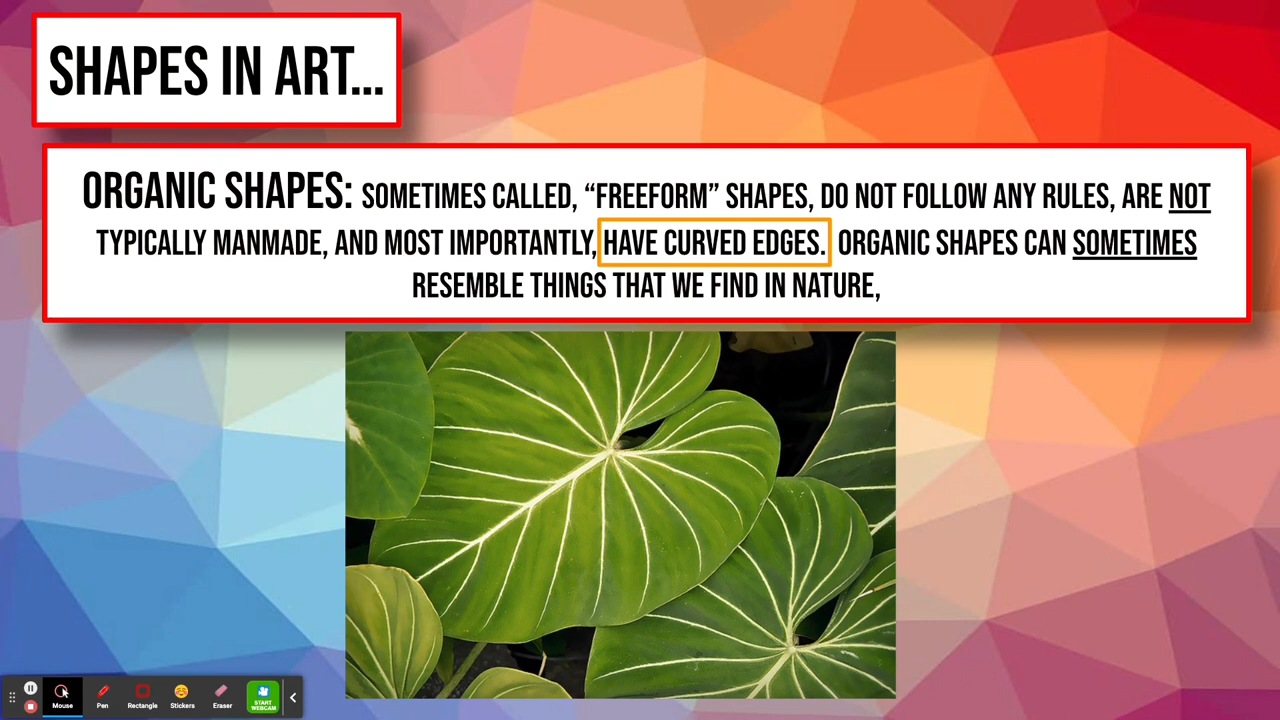 SHAPES IN ART...
ORGANIC SHAPES: SOMETIMES CALLED, “FREEFORM” SHAPES, DO NOT FOLLOW ANY RULES, ARE NOT
TYPICALLY MANMADE, AND MOST IMPORTANTLY, HAVE CURVED EDGES. ORGANIC SHAPES CAN SOMETIMES
RESEMBLE THINGS THAT WE FIND IN NATURE,
Mouse Pen Rectangle Stickers Eraser START
WEBCAM